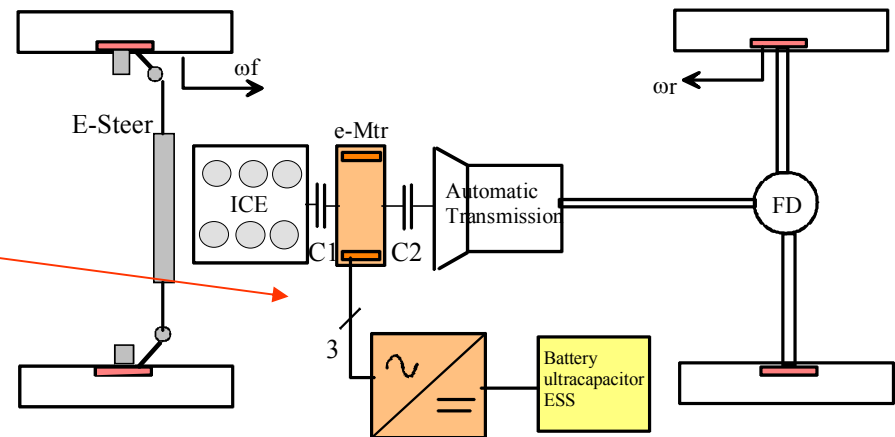 ωf
ωr
E-Steer
e-Mtr
ICE
Automatic
Transmission
FD
C1
C2
3
Battery
ultracapacitor
ESS